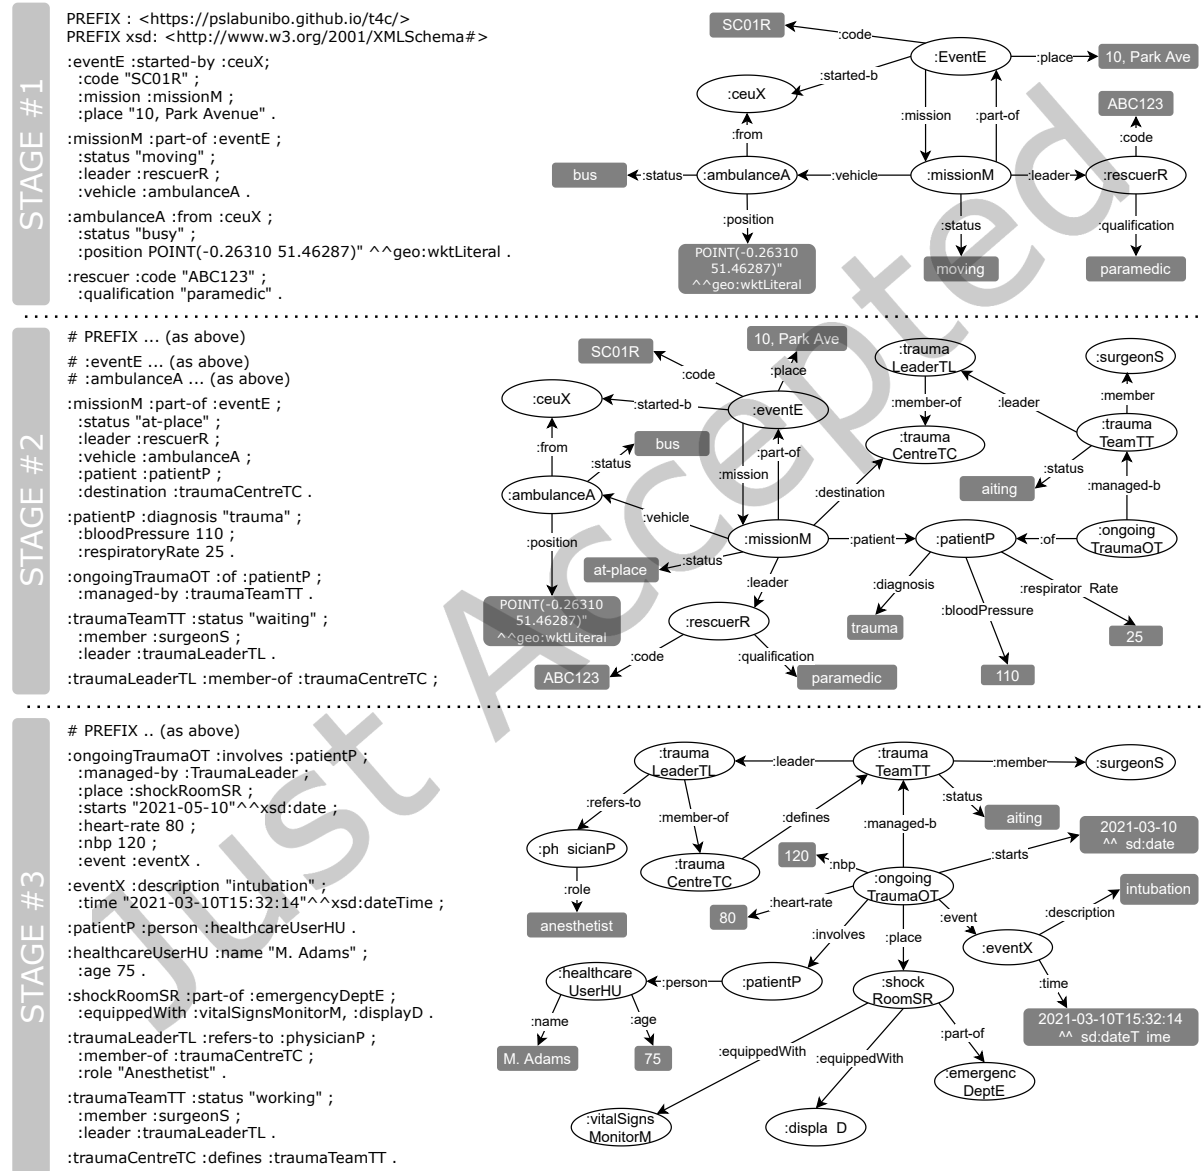 STAGE #1
PREFIX : <https://pslabunibo.github.io/t4c/>
PREFIX xsd: <http://www.w3.org/2001/XMLSchema#>
:eventE :started-by :ceuX;
:code "SC01R" ;
:mission :missionM ;
:place "10, Park Avenue" .
:missionM :part-of :eventE ;
:status "moving" ;
:leader :rescuerR ;
:vehicle :ambulanceA .
:ambulanceA :from :ceuX ;
:status "busy" ;
:position POINT(-0.26310 51.46287)" ^^geo:wktLiteral .
:rescuer :code "ABC123" ;
:qualification "paramedic" .
SC01R
:code
:EventE
:place
10, Park Ave
:started-b
:ceuX
:mission
:part-of
ABC123
:from
:code
bus
:status
:ambulanceA
:vehicle
:missionM
:leader
:rescuerR
:position
:status
:qualification
POINT(-0.26310
51.46287)"
^^geo:wktLiteral
moving
paramedic
STAGE #2
# PREFIX ... (as above)
# :eventE ... (as above)
# :ambulanceA ... (as above)
:missionM :part-of :eventE ;
:status "at-place" ;
:leader :rescuerR ;
:vehicle :ambulanceA ;
:patient :patientP ;
:destination :traumaCentreTC .
:patientP :diagnosis "trauma" ;
:bloodPressure 110 ;
:respiratoryRate 25 .
:ongoingTraumaOT :of :patientP ;
:managed-by :traumaTeamTT .
:traumaTeamTT :status "waiting" ;
:member :surgeonS ;
:leader :traumaLeaderTL .
:traumaLeaderTL :member-of :traumaCentreTC ;
SC01R
10, Park Ave
:code
:place
:trauma
LeaderTL
:surgeonS
:ceuX
:started-b
:eventE
:member-of
:leader
:member
:from
bus
:status
:part-of
:mission
:trauma
CentreTC
:trauma
TeamTT
:status
aiting
:managed-b
:ambulanceA
:destination
:vehicle
:position
:missionM
:patient
:patientP
:of
:ongoing
TraumaOT
at-place
:status
:leader
:diagnosis
:respirator Rate
:bloodPressure
POINT(-0.26310
51.46287)"
^^geo:wktLiteral
:rescuerR
trauma
25
:code
:qualification
ABC123
paramedic
110
STAGE #3
# PREFIX .. (as above)
:ongoingTraumaOT :involves :patientP ;
:managed-by :TraumaLeader ;
:place :shockRoomSR ;
:starts "2021-05-10"^^xsd:date ;
:heart-rate 80 ;
:nbp 120 ;
:event :eventX .
:eventX :description "intubation" ;
:time "2021-03-10T15:32:14"^^xsd:dateTime ;
:patientP :person :healthcareUserHU .
:healthcareUserHU :name "M. Adams" ;
:age 75 .
:shockRoomSR :part-of :emergencyDeptE ;
:equippedWith :vitalSignsMonitorM, :displayD .
:traumaLeaderTL :refers-to :physicianP ;
:member-of :traumaCentreTC ;
:role "Anesthetist" .
:traumaTeamTT :status "working" ;
:member :surgeonS ;
:leader :traumaLeaderTL .
:traumaCentreTC :defines :traumaTeamTT .
:trauma
LeaderTL
:leader
:trauma
TeamTT
:member
:surgeonS
:refers-to
:member-of
:defines
:managed-b
:status
aiting
:ph sicianP
:trauma
CentreTC
120
:nbp
:starts
2021-03-10
^^ sd:date
:role
anesthetist
80
:heart-rate
:ongoing
TraumaOT
intubation
:description
:event
:involves
:place
:eventX
:healthcare
UserHU
:person
:patientP
:shock
RoomSR
:time
:name
:age
2021-03-10T15:32:14
^^ sd:dateT ime
M. Adams
75
:equippedWith
:equippedWith
:part-of
:emergenc
DeptE
:vitalSigns
MonitorM
:displa D
Just Accepted